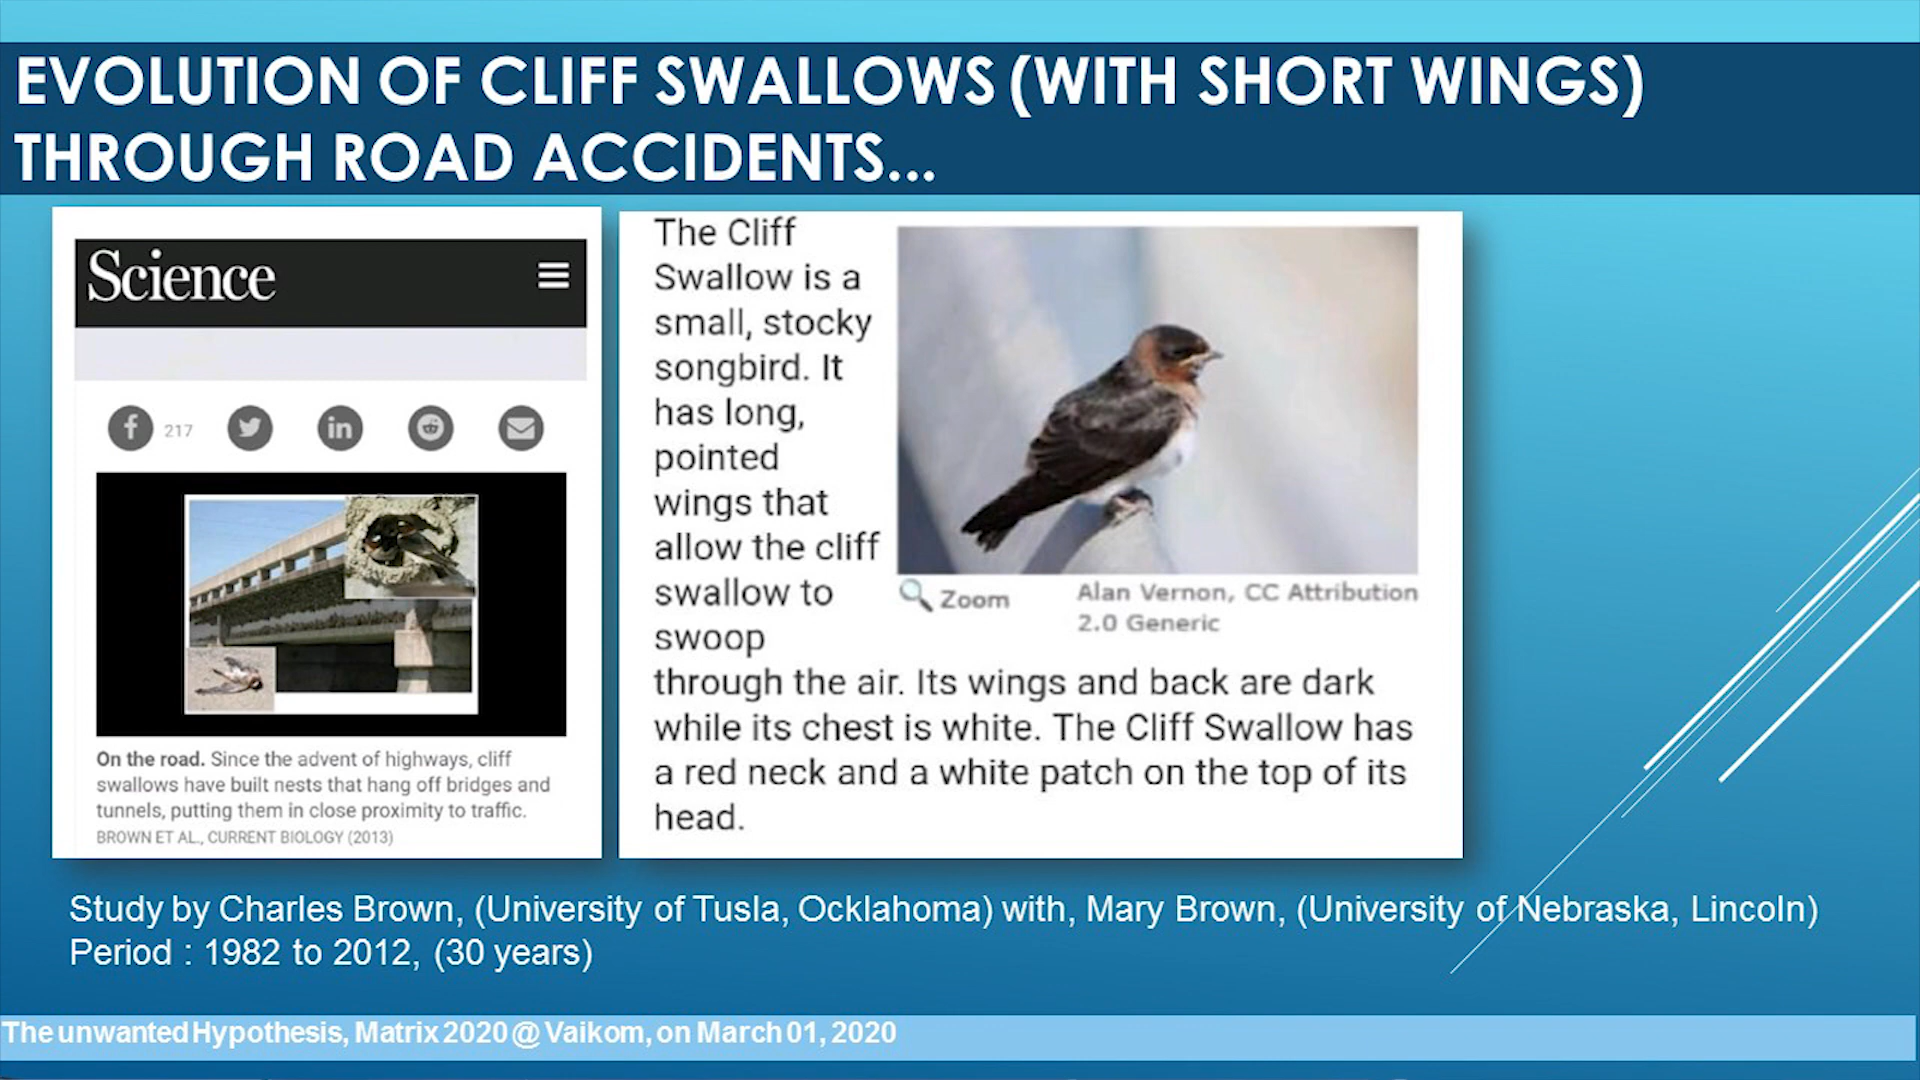 EVOLUTION OF CLIFF SWALLOWS (WITH SHORT WINGS)
THROUGH ROAD ACCIDENTS...
Science
217
On the road. Since the advent of highways, cliff
swallows have built nests that hang off bridges and
tunnels, putting them in close proximity to traffic.
BROWN ET AL., CURRENT BIOLOGY (2013)
The Cliff
Swallow is a
small, stocky
songbird. It
has long,
pointed
wings that
allow the cliff
swallow to
swoop
through the air. Its wings and back are dark
while its chest is white. The Cliff Swallow has
a red neck and a white patch on the top of its
head.
Zoom
Alan Vernon, CC Attribution
2.0 Generic
Study by Charles Brown, (University of Tusla, Ocklahoma) with, Mary Brown, (University of Nebraska, Lincoln)
Period : 1982 to 2012, (30 years)
The unwanted Hypothesis, Matrix 2020 @ Vaikom, on March 01, 2020